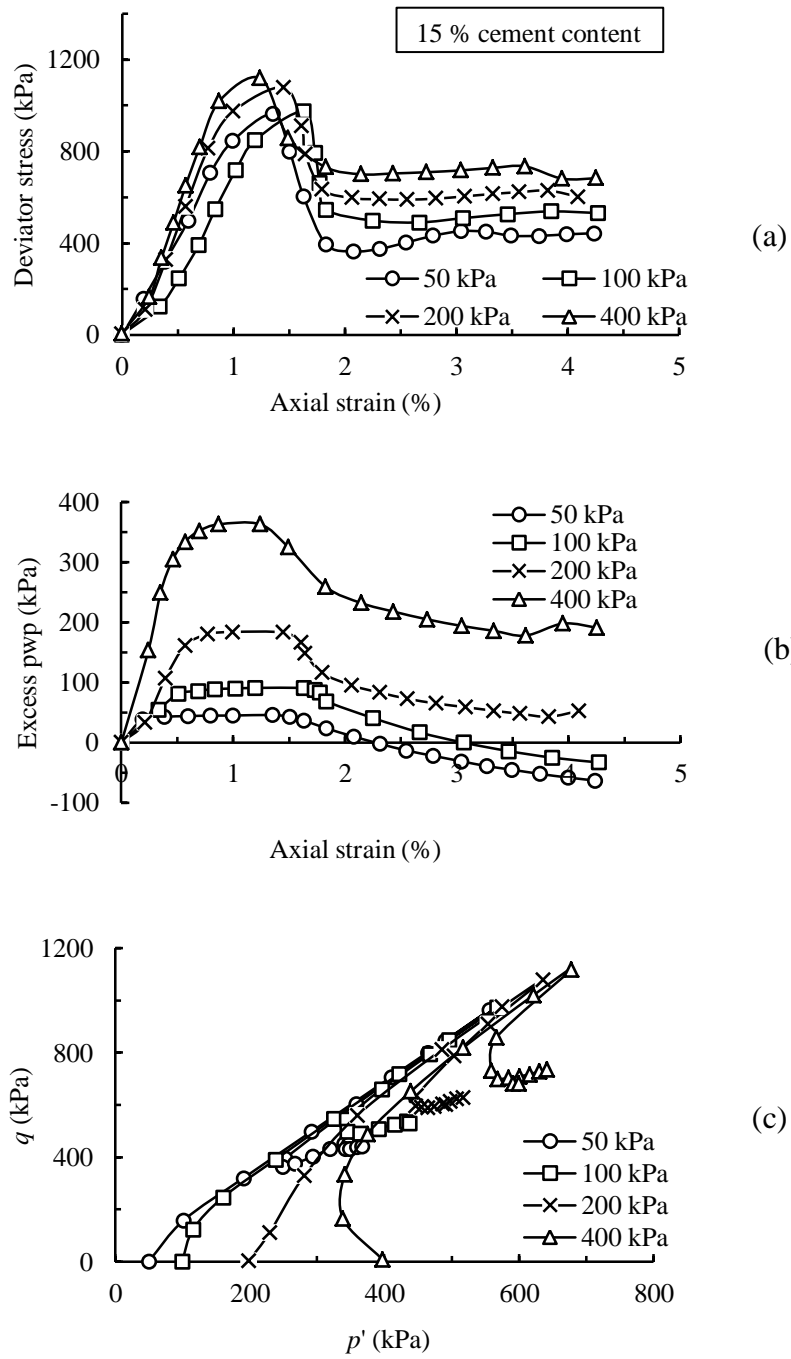 15 % cement content
1200
800
400
0
Deviator stress (kPa)
0 1 2 3 4 5
Axial strain (%)
50 kPa 100 kPa
200 kPa 400 kPa
(a)
400
300
200
100
0
-100
Excess pwp (kPa)
0 1 2 3 4 5
Axial strain (%)
50 kPa
100 kPa
200 kPa
400 kPa
(b)
1200
800
400
0
q (kPa)
0 200 400 600 800
p' (kPa)
50 kPa
100 kPa
200 kPa
400 kPa
(c)